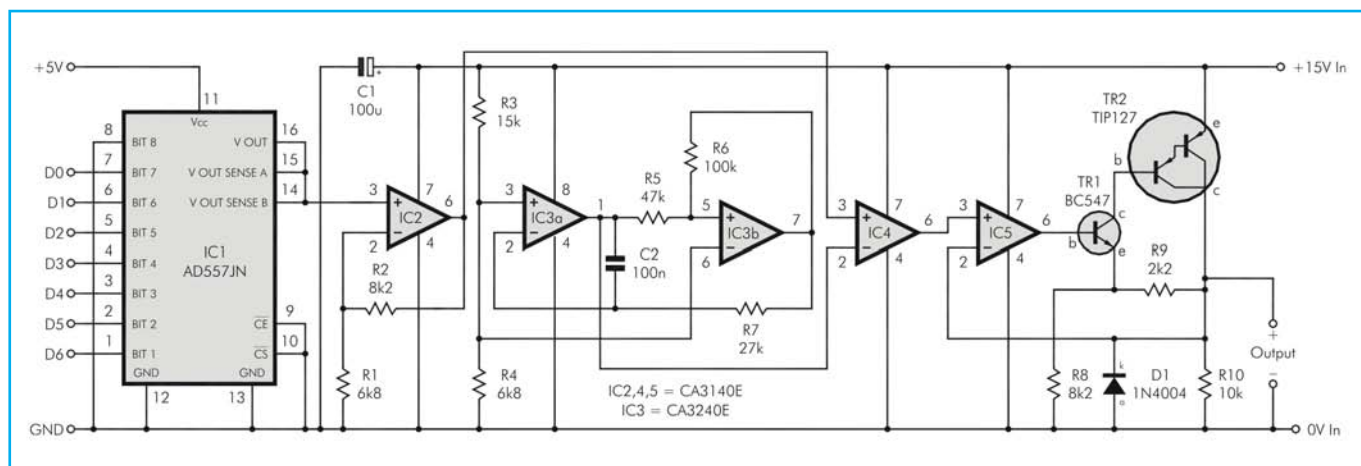 +5V
11
Vcc
8 BIT 8
D0 7 BIT 7
D1 6 BIT 6
D2 5 BIT 5
D3 4 BIT 4
D4 3 BIT 3
D5 2 BIT 2
D6 1 BIT 1
V OUT 16
V OUT SENSE A 15
V OUT SENSE B 14
IC1
AD557JN
CE 9
CS 10
GND
GND
12
13
GND
+
C1
100u
3
+
2
−
7
4
6
IC2
R2
8k2
R1
6k8
R3
15k
R4
6k8
3
+
2
−
8
4
1
IC3a
R5
47k
C2
100n
R6
100k
5
+
6
−
7
IC3b
R7
27k
IC2,4,5 = CA3140E
IC3 = CA3240E
3
+
2
−
7
4
6
IC4
3
+
2
−
7
4
6
IC5
TR1
BC547
b
c
e
TR2
TIP127
b
e
c
R9
2k2
R8
8k2
k
D1
1N4004
a
R10
10k
+
Output
−
+15V In
0V In